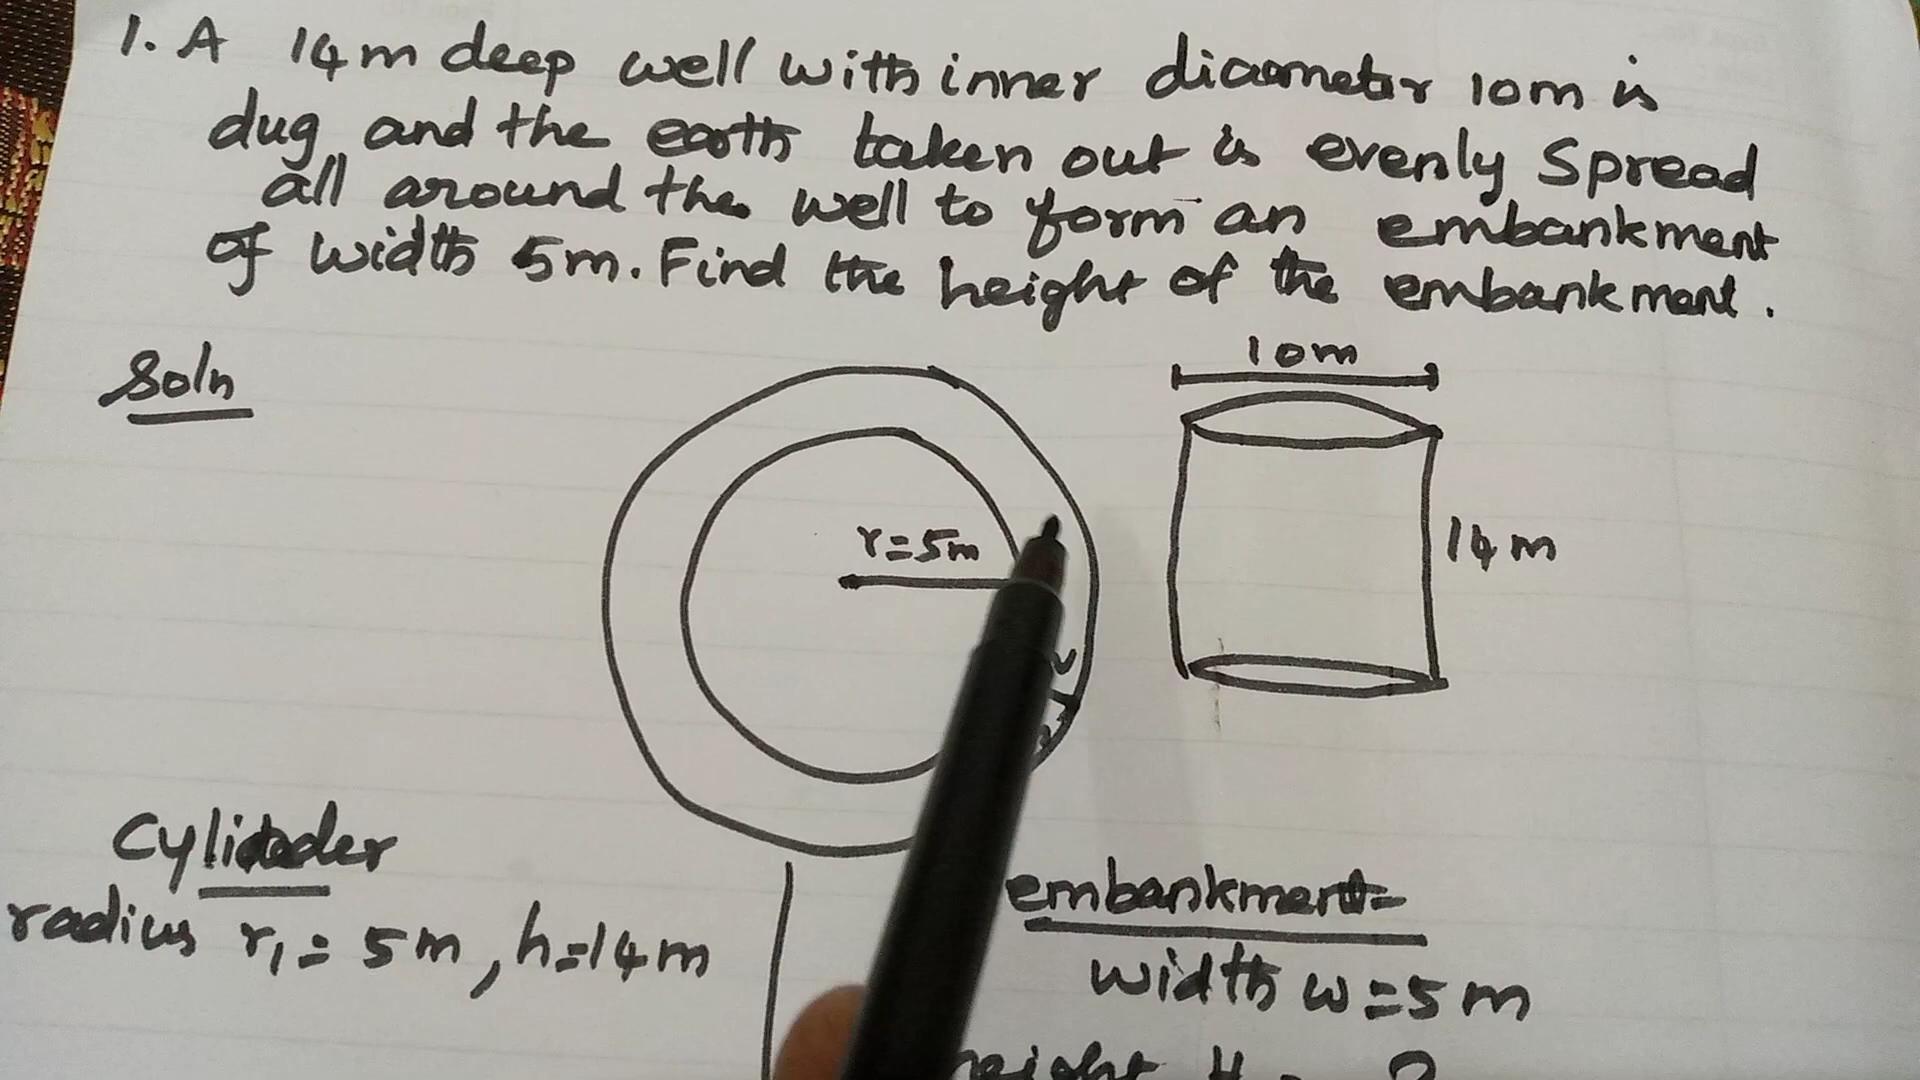 1. A 14m deep well with inner diameter 10m is
dug and the earth taken out is evenly Spread
all around the well to form an embankment
of width 5m. Find the height of the embankment.
Soln
10m
r=5m
14m
Cylinder
radius r₁= 5m, h=14m
embankment=
width w=5m
height H = ?